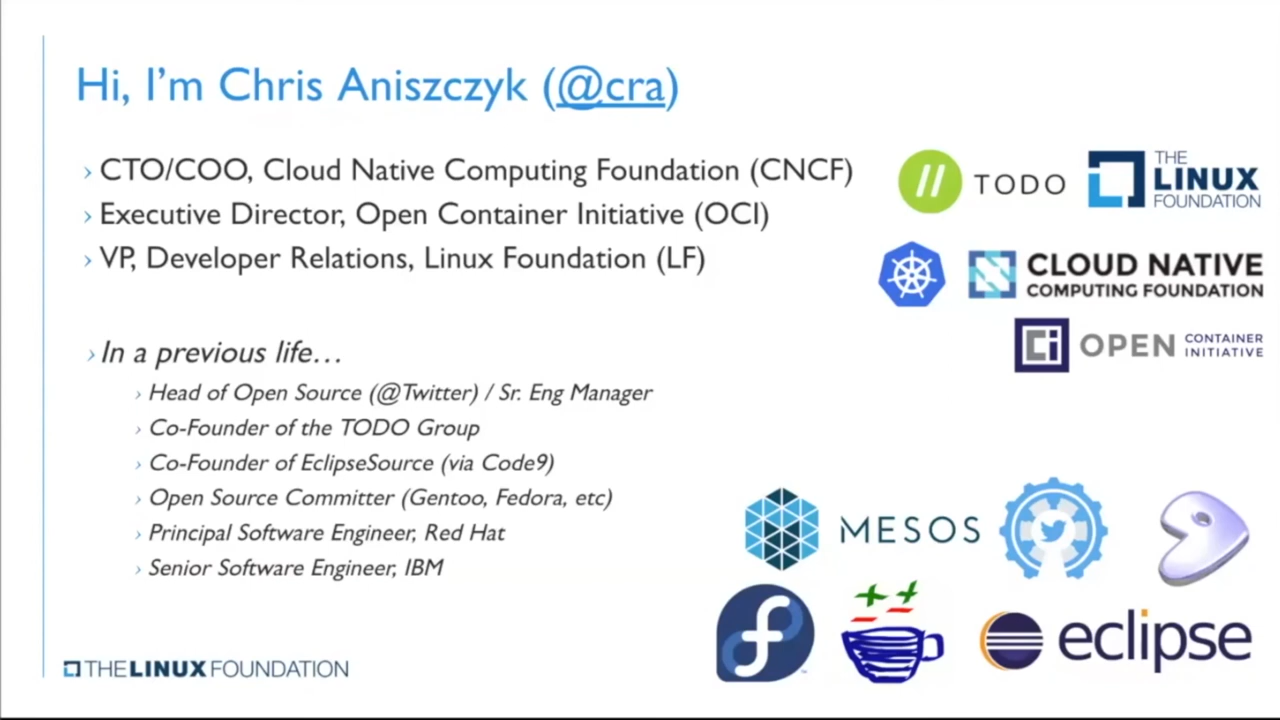 Hi, I'm Chris Aniszczyk (@cra)
› CTO/COO, Cloud Native Computing Foundation (CNCF)
› Executive Director, Open Container Initiative (OCI)
› VP, Developer Relations, Linux Foundation (LF)
TODO
THE
LINUX
FOUNDATION
CLOUD NATIVE
COMPUTING FOUNDATION
OPEN CONTAINER
INITIATIVE
› In a previous life…
› Head of Open Source (@Twitter) / Sr. Eng Manager
› Co-Founder of the TODO Group
› Co-Founder of EclipseSource (via Code9)
› Open Source Committer (Gentoo, Fedora, etc)
› Principal Software Engineer, Red Hat
› Senior Software Engineer, IBM
MESOS
eclipse
THE LINUX FOUNDATION